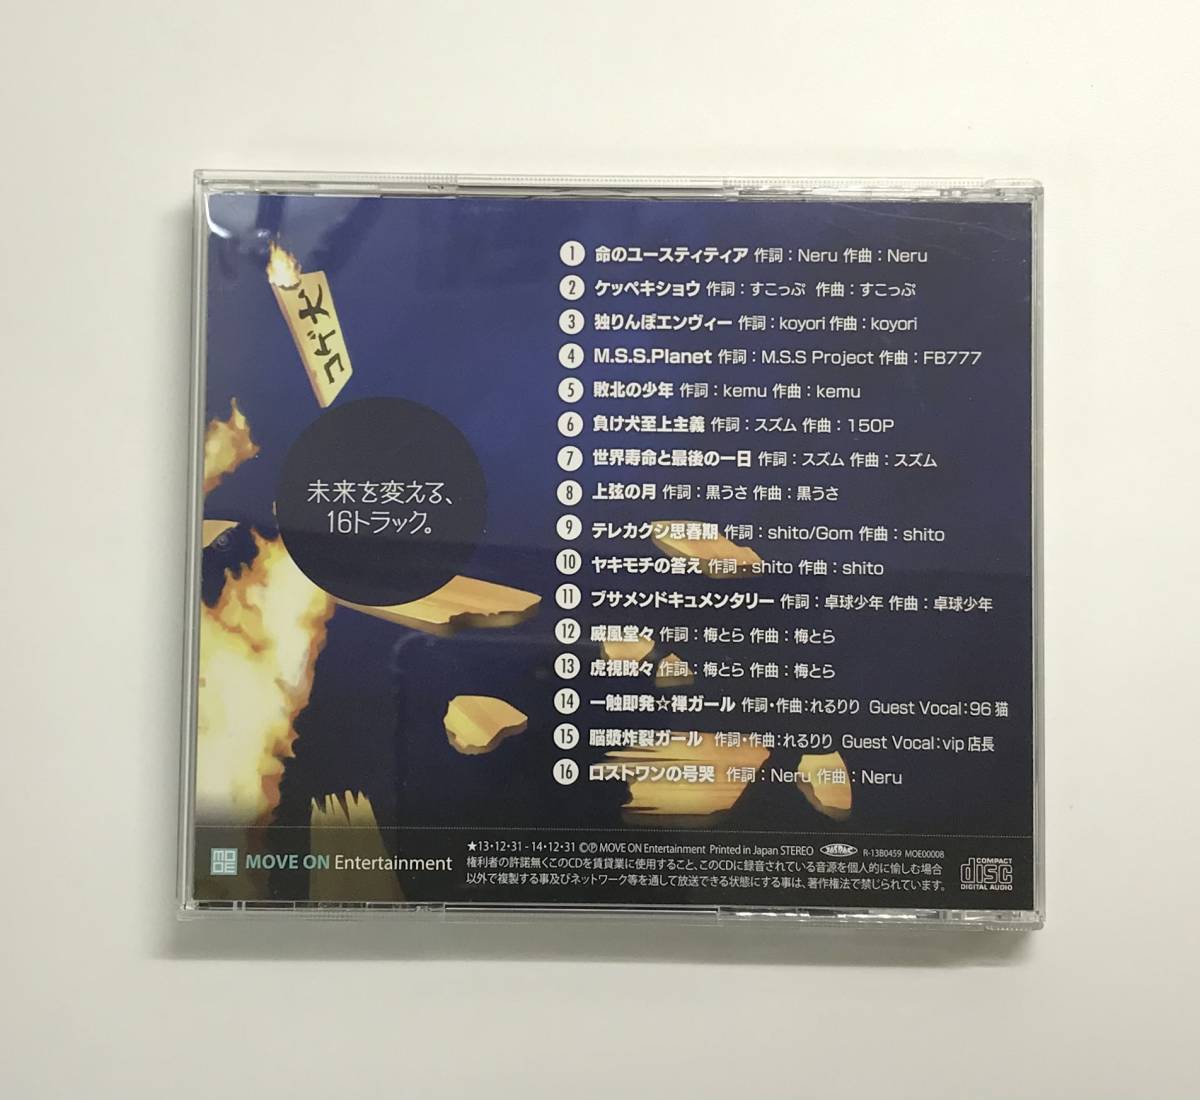 コゲ犬
未来を変える、
16トラック。
1 命のユースティティア 作詞:Neru 作曲:Neru
2 ケッペキショウ 作詞:すこっぷ 作曲:すこっぷ
3 独りんぼエンヴィー 作詞:koyori 作曲:koyori
4 M.S.S.Planet 作詞:M.S.S Project 作曲:FB777
5 敗北の少年 作詞:kemu 作曲:kemu
6 負け犬至上主義 作詞:スズム 作曲:150P
7 世界寿命と最後の一日 作詞:スズム 作曲:スズム
8 上弦の月 作詞:黒うさ 作曲:黒うさ
9 テレカクシ思春期 作詞:shito/Gom 作曲:shito
10 ヤキモチの答え 作詞:shito 作曲:shito
11 ブサメンドキュメンタリー 作詞:卓球少年 作曲:卓球少年
12 威風堂々 作詞:梅とら 作曲:梅とら
13 虎視眈々 作詞:梅とら 作曲:梅とら
14 一触即発☆禅ガール 作詞・作曲:れるりり Guest Vocal:96猫
15 脳漿炸裂ガール 作詞・作曲:れるりり Guest Vocal:vip店長
16 ロストワンの号哭 作詞:Neru 作曲:Neru
MOOE MOVE ON Entertainment
★13・12・31 - 14・12・31 ©℗ MOVE ON Entertainment Printed in Japan STEREO JASRAC R-13B0459 MOE00008
権利者の許諾無くこのCDを賃貸業に使用すること、このCDに録音されている音源を個人的に愉しむ場合
以外で複製する事及びネットワーク等を通して放送できる状態にする事は、著作権法で禁じられています。
COMPACT
disc
DIGITAL AUDIO